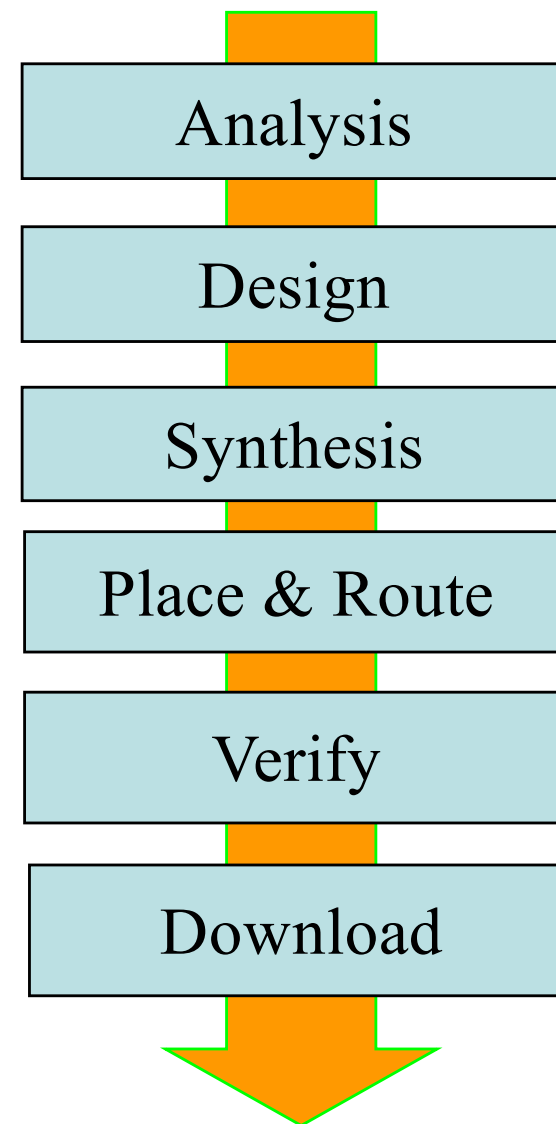 Analysis
Design
Synthesis
Place & Route
Verify
Download